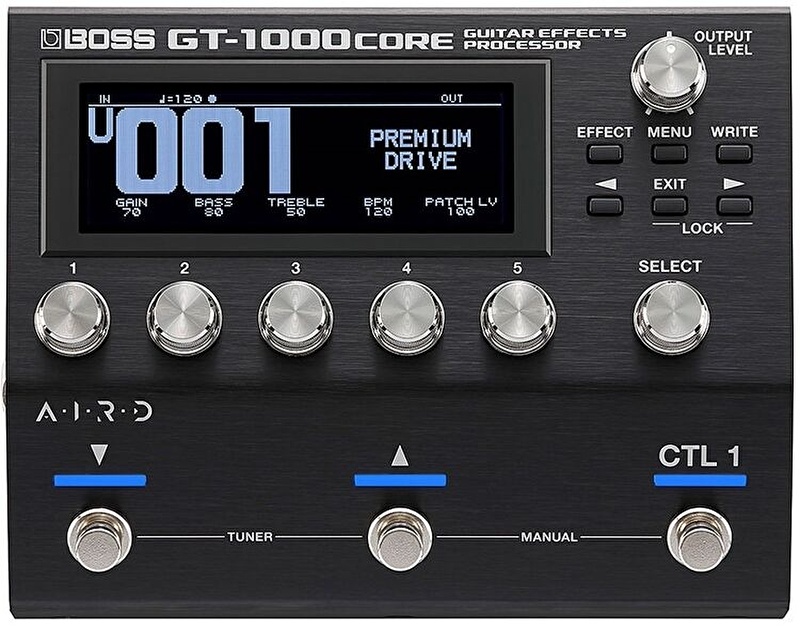 BOSS GT-1000CORE GUITAR EFFECTS
PROCESSOR
OUTPUT
LEVEL
IN ♩=120 OUT
U001
PREMIUM
DRIVE
GAIN BASS TREBLE BPM PATCH LV
70 80 50 120 100
EFFECT MENU WRITE
◀ EXIT ▶
LOCK
1 2 3 4 5 SELECT
A·I·R·D
▼ ▲ CTL 1
TUNER MANUAL